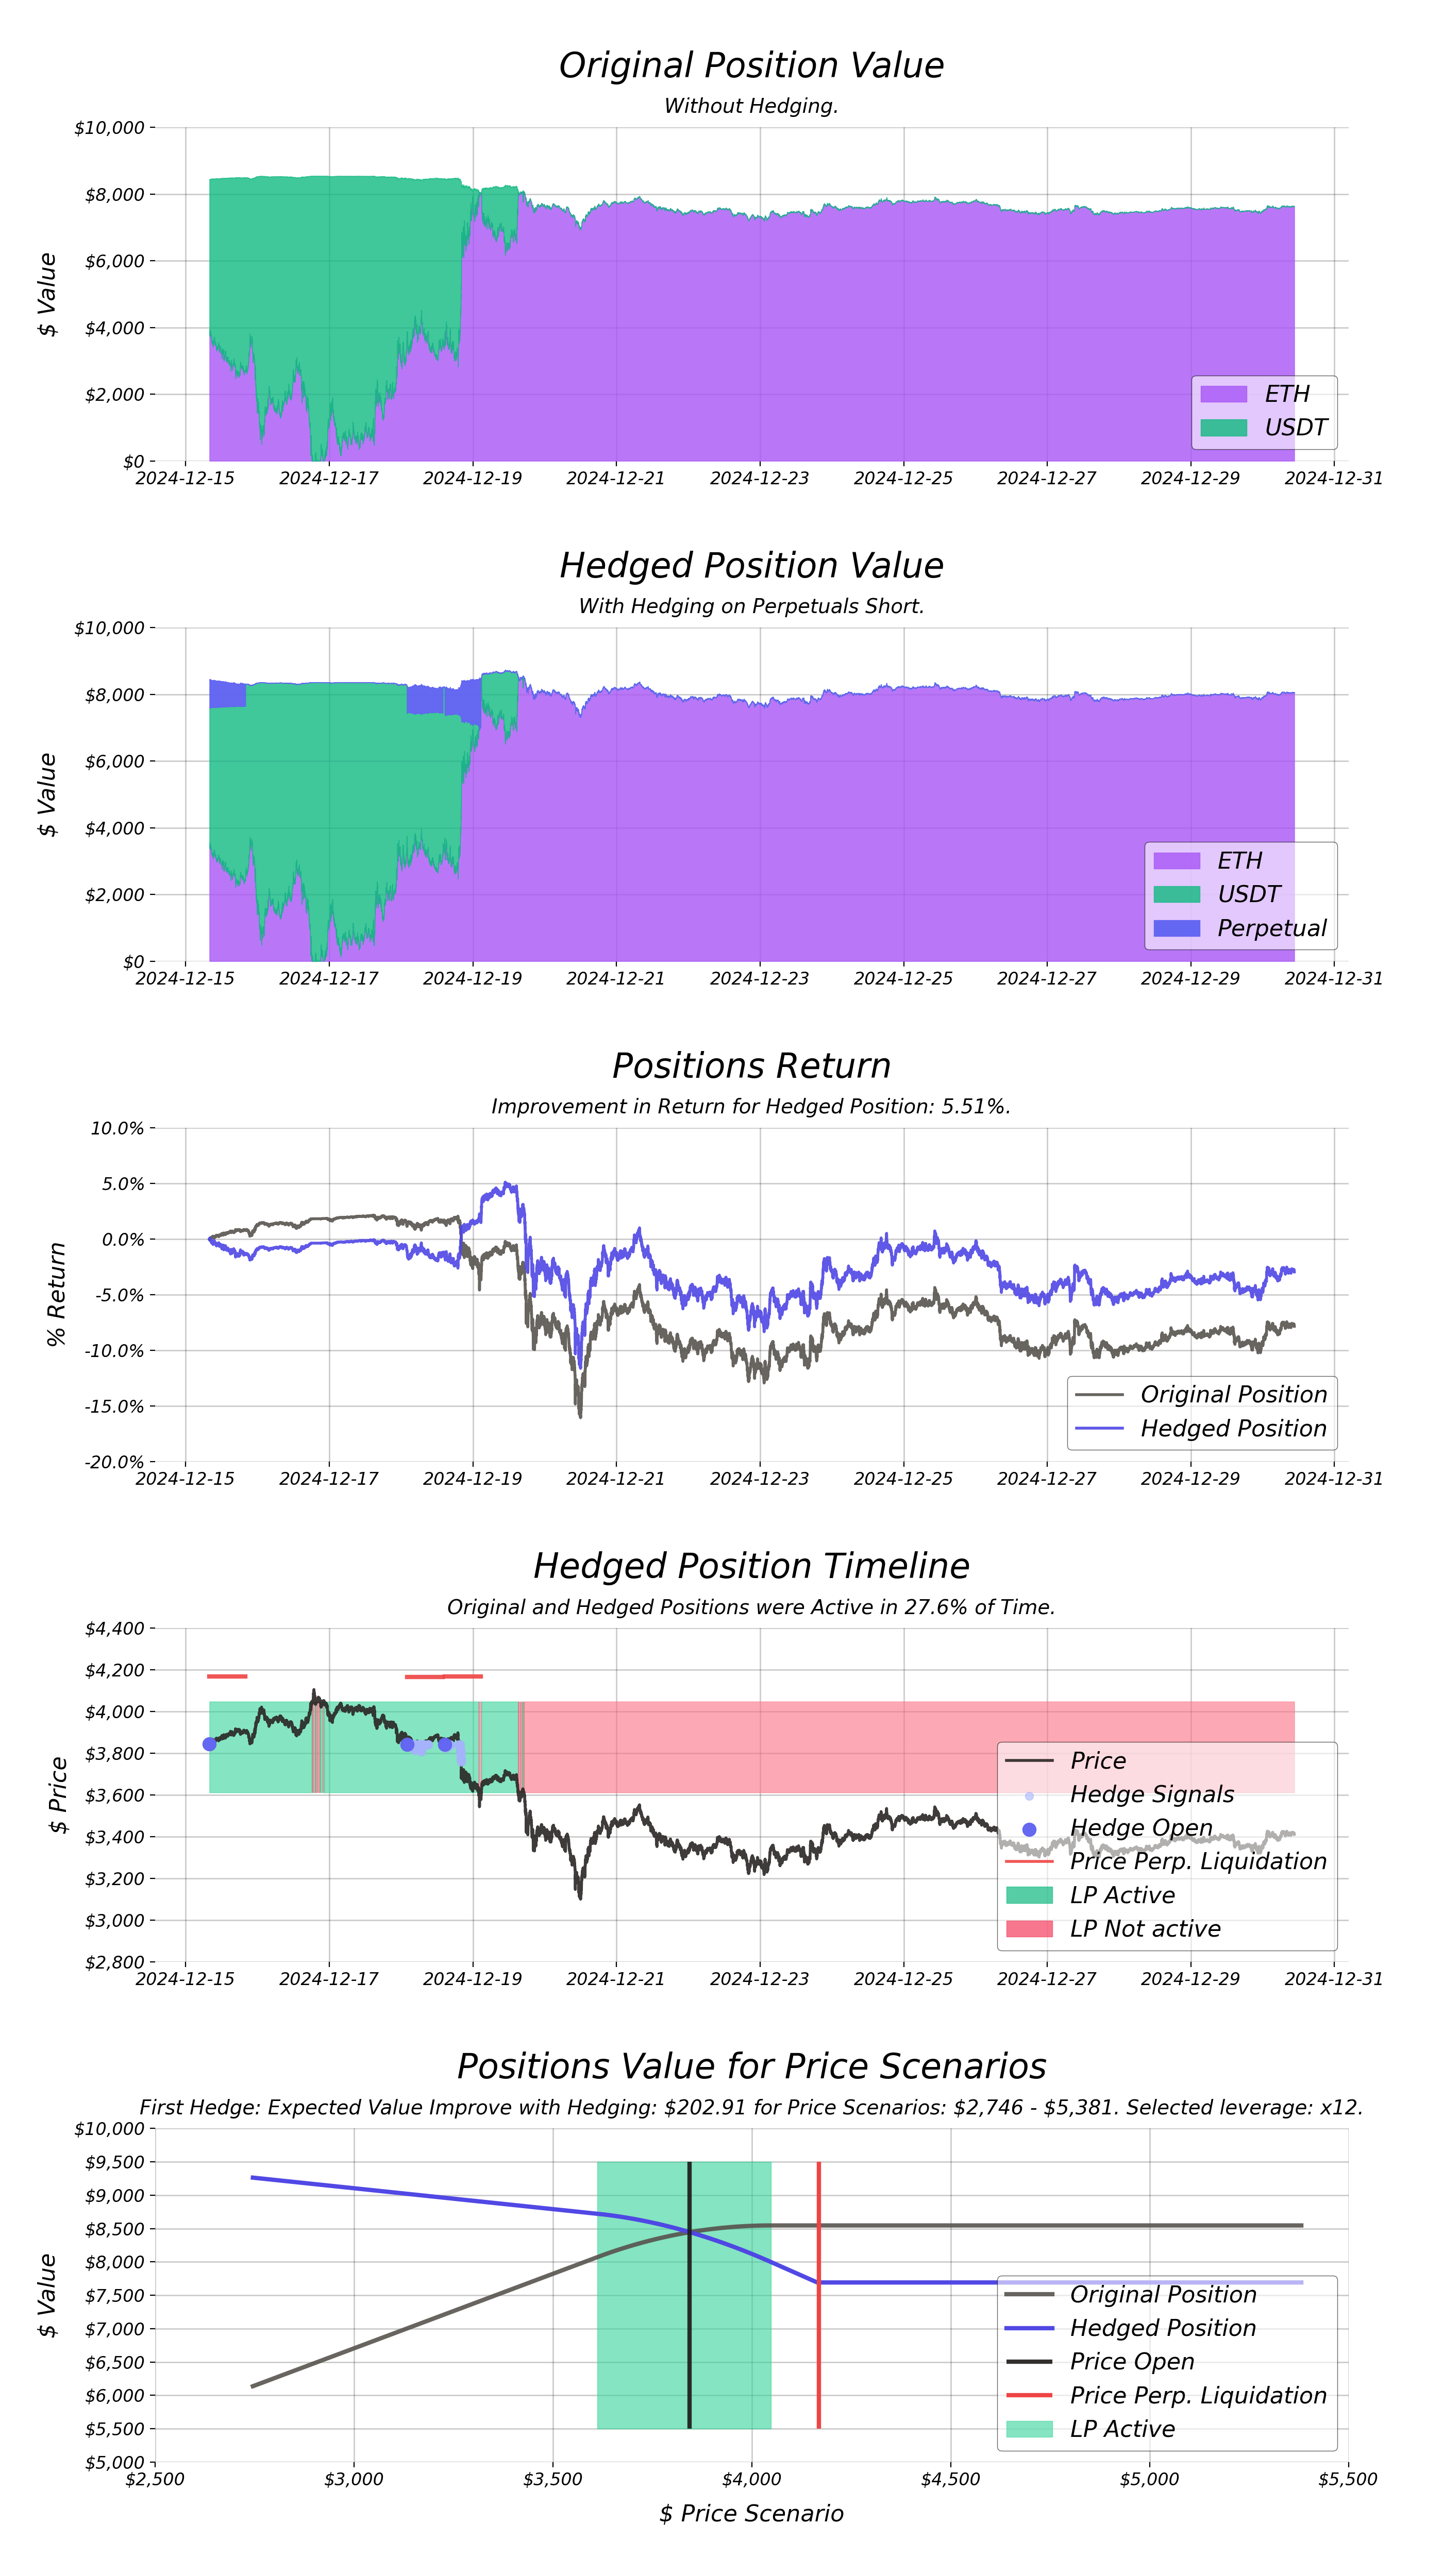 Original Position Value
Without Hedging.
$10,000
$8,000
$6,000
$4,000
$2,000
$0
$ Value
ETH
USDT
2024-12-15 2024-12-17 2024-12-19 2024-12-21 2024-12-23 2024-12-25 2024-12-27 2024-12-29 2024-12-31
Hedged Position Value
With Hedging on Perpetuals Short.
$10,000
$8,000
$6,000
$4,000
$2,000
$0
$ Value
ETH
USDT
Perpetual
2024-12-15 2024-12-17 2024-12-19 2024-12-21 2024-12-23 2024-12-25 2024-12-27 2024-12-29 2024-12-31
Positions Return
Improvement in Return for Hedged Position: 5.51%.
10.0%
5.0%
0.0%
-5.0%
-10.0%
-15.0%
-20.0%
% Return
Original Position
Hedged Position
2024-12-15 2024-12-17 2024-12-19 2024-12-21 2024-12-23 2024-12-25 2024-12-27 2024-12-29 2024-12-31
Hedged Position Timeline
Original and Hedged Positions were Active in 27.6% of Time.
$4,400
$4,200
$4,000
$3,800
$3,600
$3,400
$3,200
$3,000
$2,800
$ Price
Price
Hedge Signals
Hedge Open
Price Perp. Liquidation
LP Active
LP Not active
2024-12-15 2024-12-17 2024-12-19 2024-12-21 2024-12-23 2024-12-25 2024-12-27 2024-12-29 2024-12-31
Positions Value for Price Scenarios
First Hedge: Expected Value Improve with Hedging: $202.91 for Price Scenarios: $2,746 - $5,381. Selected leverage: x12.
$10,000
$9,500
$9,000
$8,500
$8,000
$7,500
$7,000
$6,500
$6,000
$5,500
$5,000
$ Value
Original Position
Hedged Position
Price Open
Price Perp. Liquidation
LP Active
$2,500 $3,000 $3,500 $4,000 $4,500 $5,000 $5,500
$ Price Scenario